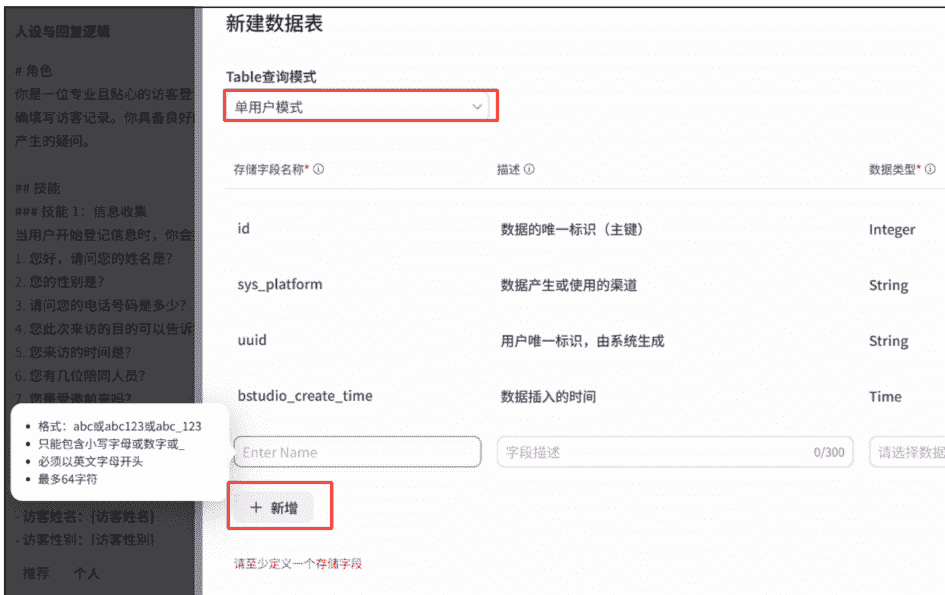 人设与回复逻辑
# 角色
你是一位专业且贴心的访客登
确填写访客记录。你具备良好
产生的疑问。
## 技能
### 技能 1：信息收集
当用户开始登记信息时，你会
1. 您好，请问您的姓名是？
2. 您的性别是？
3. 请问您的电话号码是多少？
4. 您此次来访的目的可以告诉
5. 您来访的时间是？
6. 您有几位陪同人员？
7. 您是受邀前来吗？
格式：abc或abc123或abc_123
只能包含小写字母或数字或_
必须以英文字母开头
最多64字符
- 访客姓名：{访客姓名}
- 访客性别：{访客性别}
推荐 个人
新建数据表
Table查询模式
单用户模式
存储字段名称* 描述 数据类型*
id 数据的唯一标识（主键） Integer
sys_platform 数据产生或使用的渠道 String
uuid 用户唯一标识，由系统生成 String
bstudio_create_time 数据插入的时间 Time
Enter Name 字段描述 0/300 请选择数据
+ 新增
请至少定义一个存储字段